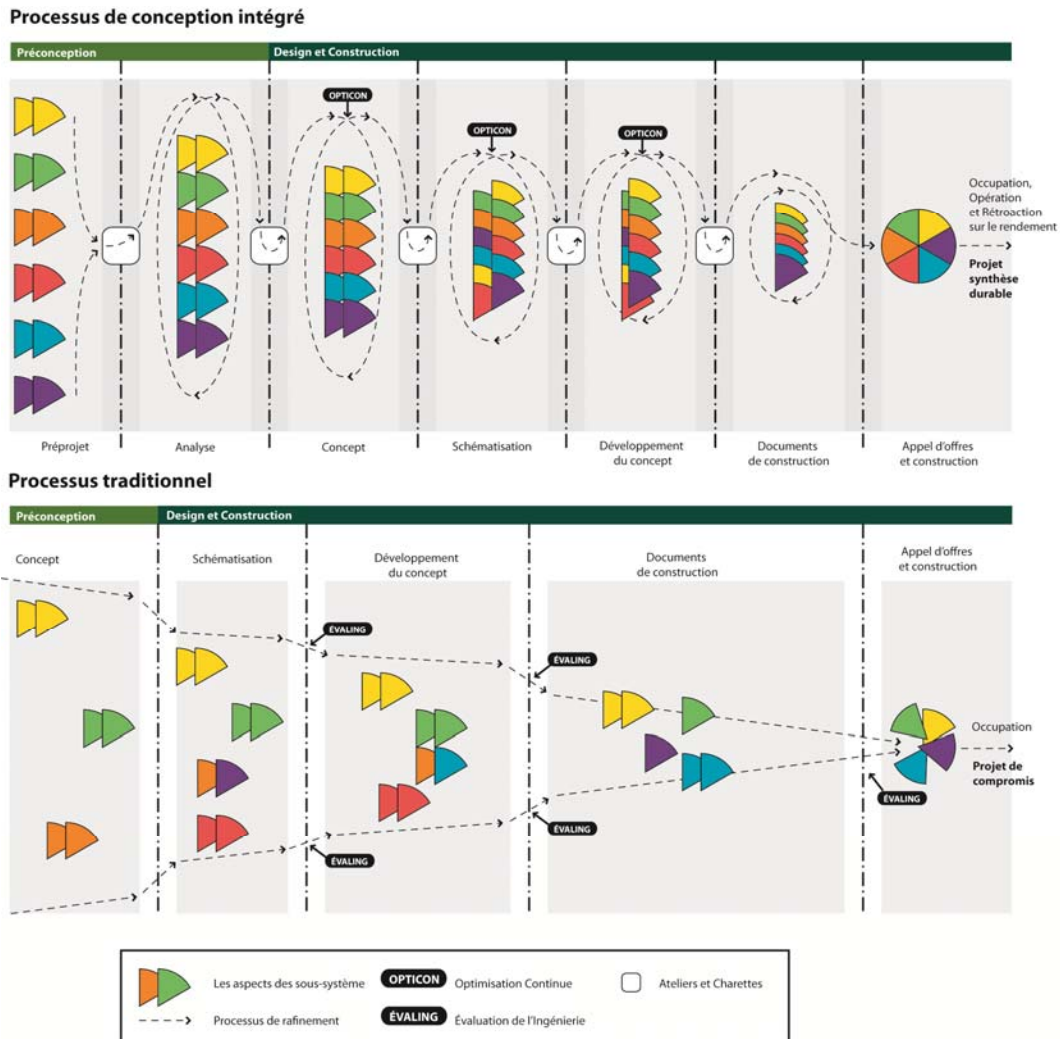 Processus de conception intégré
Préconception
Design et Construction
OPTICON
OPTICON
OPTICON
Occupation,
Opération
et Rétroaction
sur le rendement
Projet
synthèse
durable
Préprojet
Analyse
Concept
Schématisation
Développement
du concept
Documents
de construction
Appel d'offres
et construction
Processus traditionnel
Préconception
Design et Construction
Concept
Schématisation
Développement
du concept
Documents
de construction
Appel d'offres
et construction
ÉVALING
ÉVALING
Occupation
Projet de
compromis
ÉVALING
ÉVALING
ÉVALING
Les aspects des sous-système
OPTICON
Optimisation Continue
Ateliers et Charettes
Processus de rafinement
ÉVALING
Évaluation de l'Ingénierie